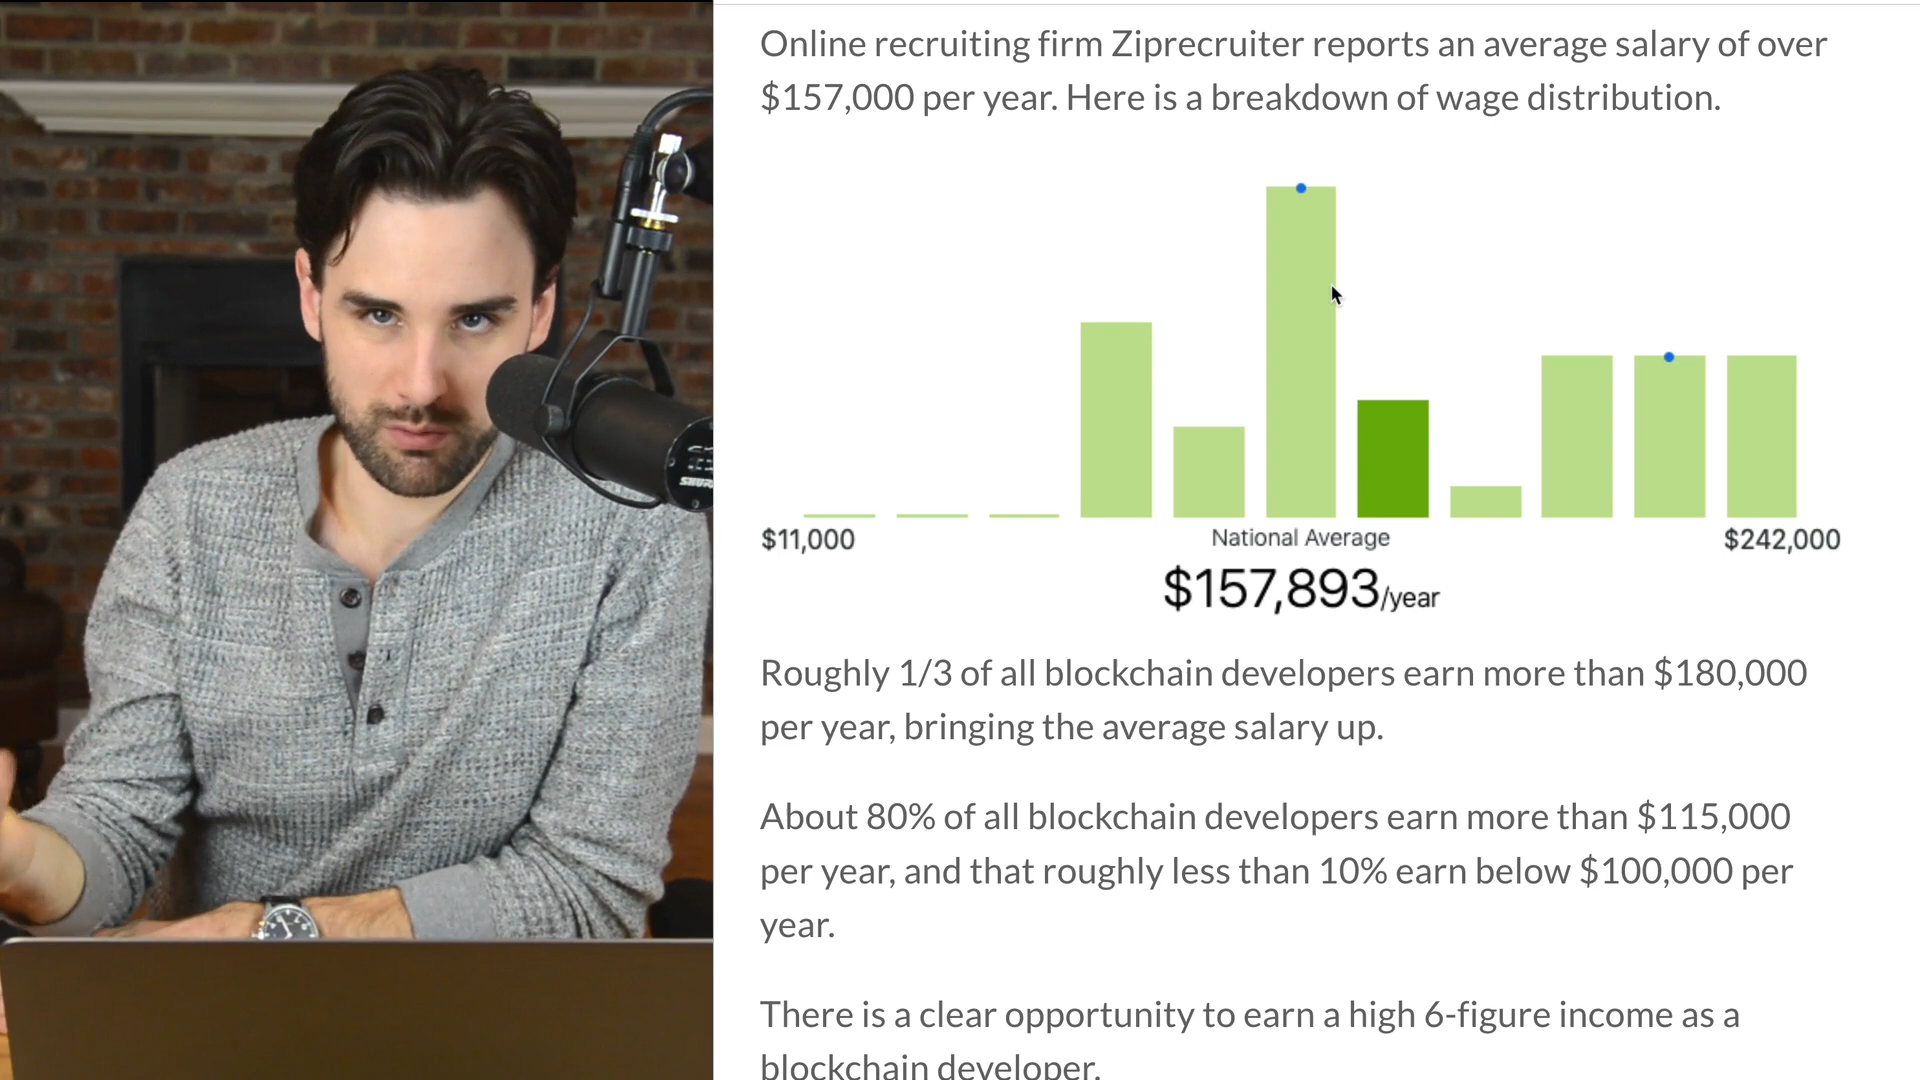 Online recruiting firm Ziprecruiter reports an average salary of over
$157,000 per year. Here is a breakdown of wage distribution.
$11,000
National Average
$242,000
$157,893/year
Roughly 1/3 of all blockchain developers earn more than $180,000
per year, bringing the average salary up.
About 80% of all blockchain developers earn more than $115,000
per year, and that roughly less than 10% earn below $100,000 per
year.
There is a clear opportunity to earn a high 6-figure income as a
blockchain developer.